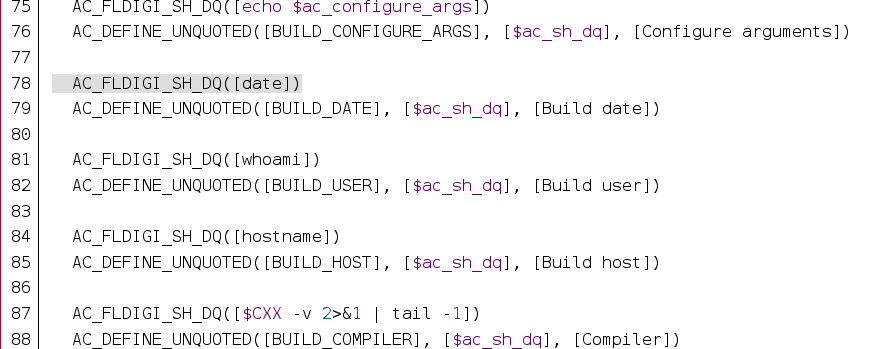 75 AC_FLDIGI_SH_DQ([echo $ac_configure_args])
76 AC_DEFINE_UNQUOTED([BUILD_CONFIGURE_ARGS], [$ac_sh_dq], [Configure arguments])
77
78 AC_FLDIGI_SH_DQ([date])
79 AC_DEFINE_UNQUOTED([BUILD_DATE], [$ac_sh_dq], [Build date])
80
81 AC_FLDIGI_SH_DQ([whoami])
82 AC_DEFINE_UNQUOTED([BUILD_USER], [$ac_sh_dq], [Build user])
83
84 AC_FLDIGI_SH_DQ([hostname])
85 AC_DEFINE_UNQUOTED([BUILD_HOST], [$ac_sh_dq], [Build host])
86
87 AC_FLDIGI_SH_DQ([$CXX -v 2>&1 | tail -1])
88 AC_DEFINE_UNQUOTED([BUILD_COMPILER], [$ac_sh_dq], [Compiler])